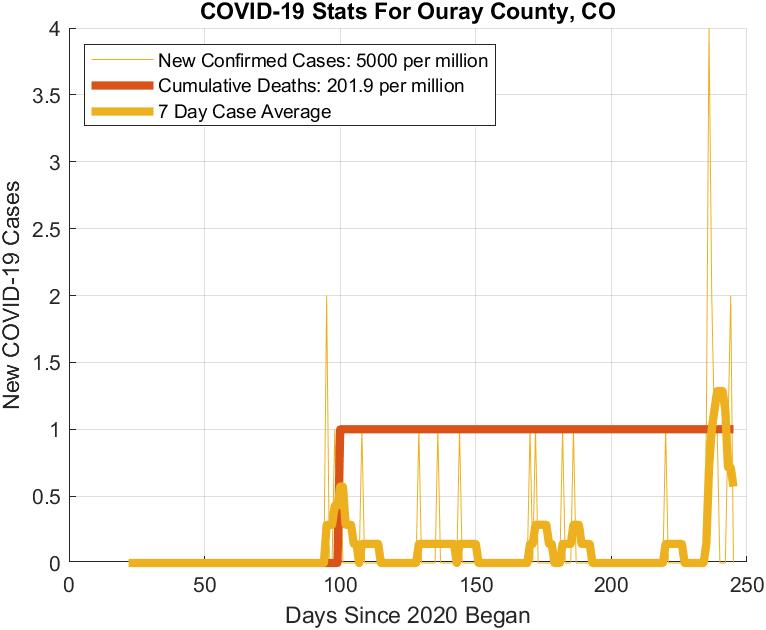 COVID-19 Stats For Ouray County, CO
New Confirmed Cases: 5000 per million
Cumulative Deaths: 201.9 per million
7 Day Case Average
New COVID-19 Cases
4
3.5
3
2.5
2
1.5
1
0.5
0
0 50 100 150 200 250
Days Since 2020 Began